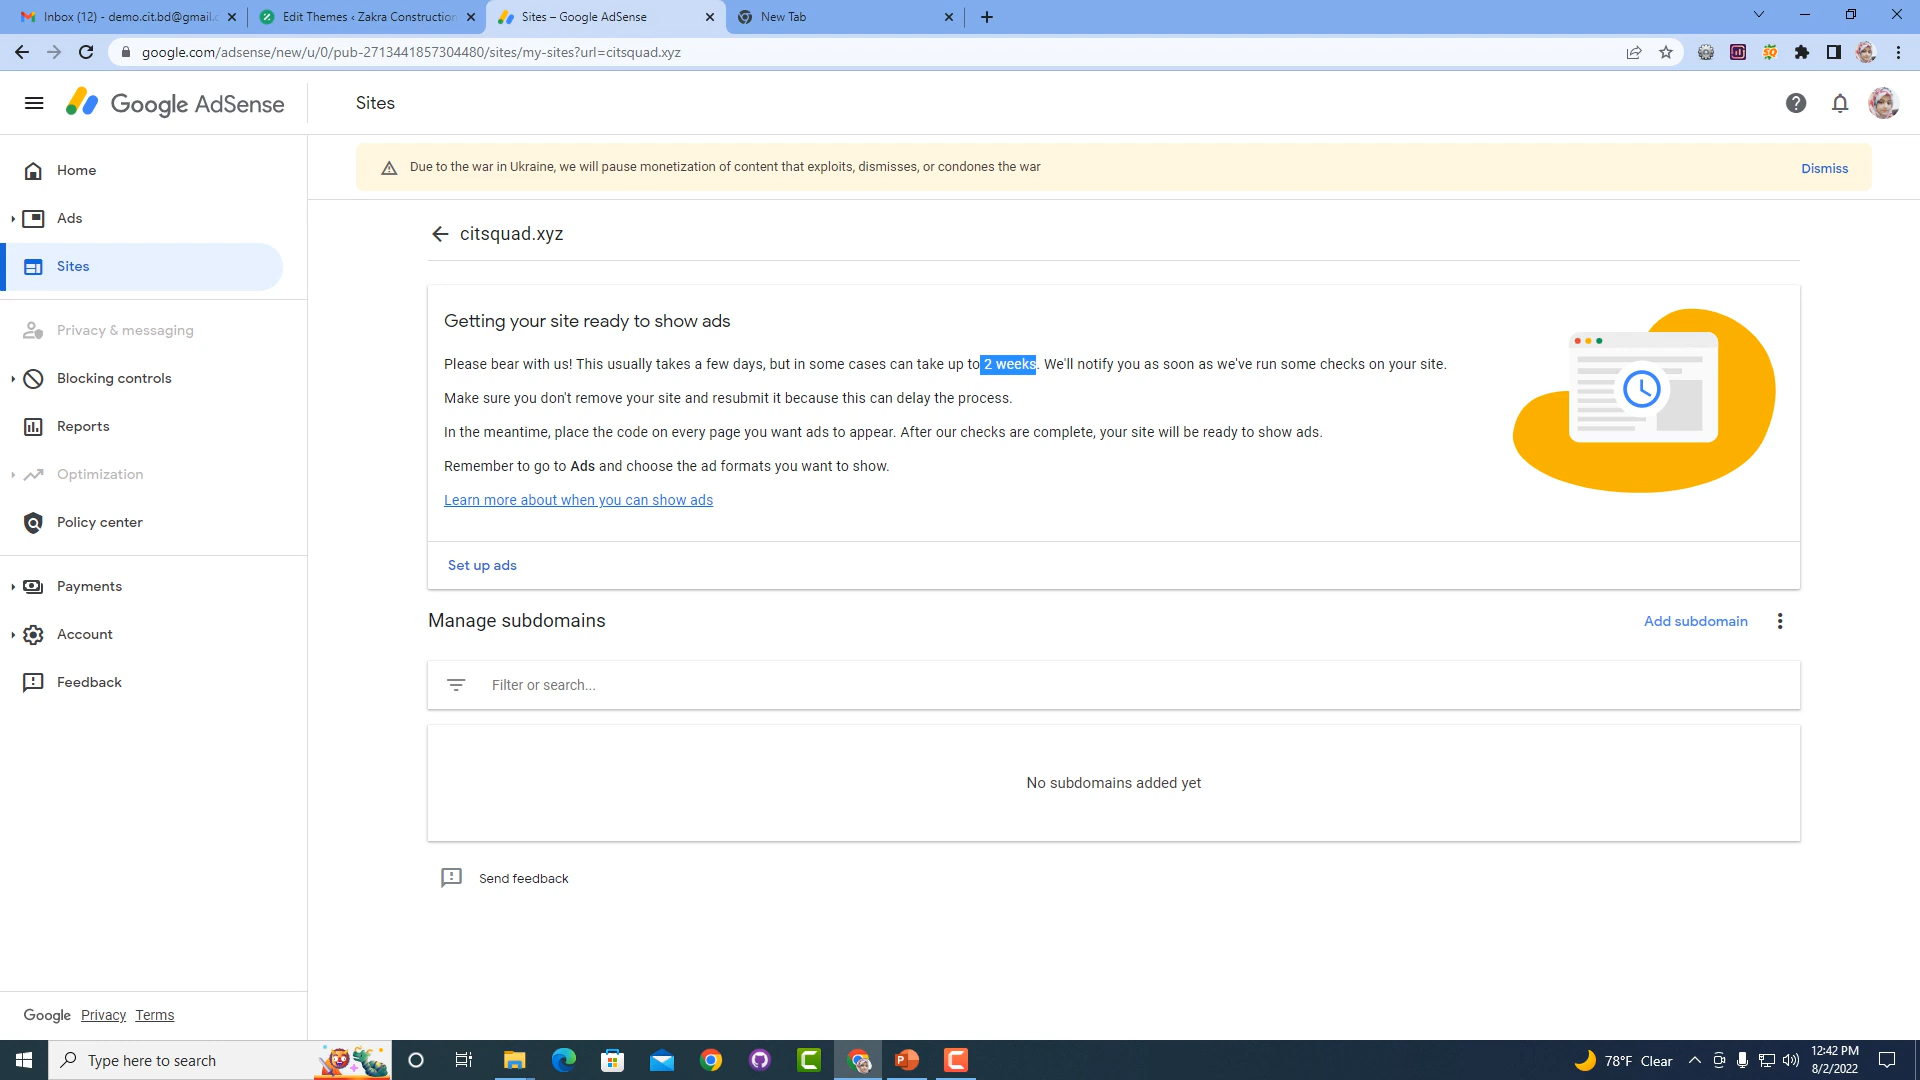 Inbox (12) - demo.cit.bd@gmail.c
Edit Themes ‹ Zakra Construction
Sites – Google AdSense
New Tab
google.com/adsense/new/u/0/pub-2713441857304480/sites/my-sites?url=citsquad.xyz
Google AdSense
Sites
Home
Ads
Sites
Privacy & messaging
Blocking controls
Reports
Optimization
Policy center
Payments
Account
Feedback
Google Privacy Terms
Due to the war in Ukraine, we will pause monetization of content that exploits, dismisses, or condones the war
Dismiss
citsquad.xyz
Getting your site ready to show ads
Please bear with us! This usually takes a few days, but in some cases can take up to 2 weeks. We'll notify you as soon as we've run some checks on your site.
Make sure you don't remove your site and resubmit it because this can delay the process.
In the meantime, place the code on every page you want ads to appear. After our checks are complete, your site will be ready to show ads.
Remember to go to Ads and choose the ad formats you want to show.
Learn more about when you can show ads
Set up ads
Manage subdomains
Add subdomain
Filter or search...
No subdomains added yet
Send feedback
Type here to search
78°F Clear
12:42 PM
8/2/2022